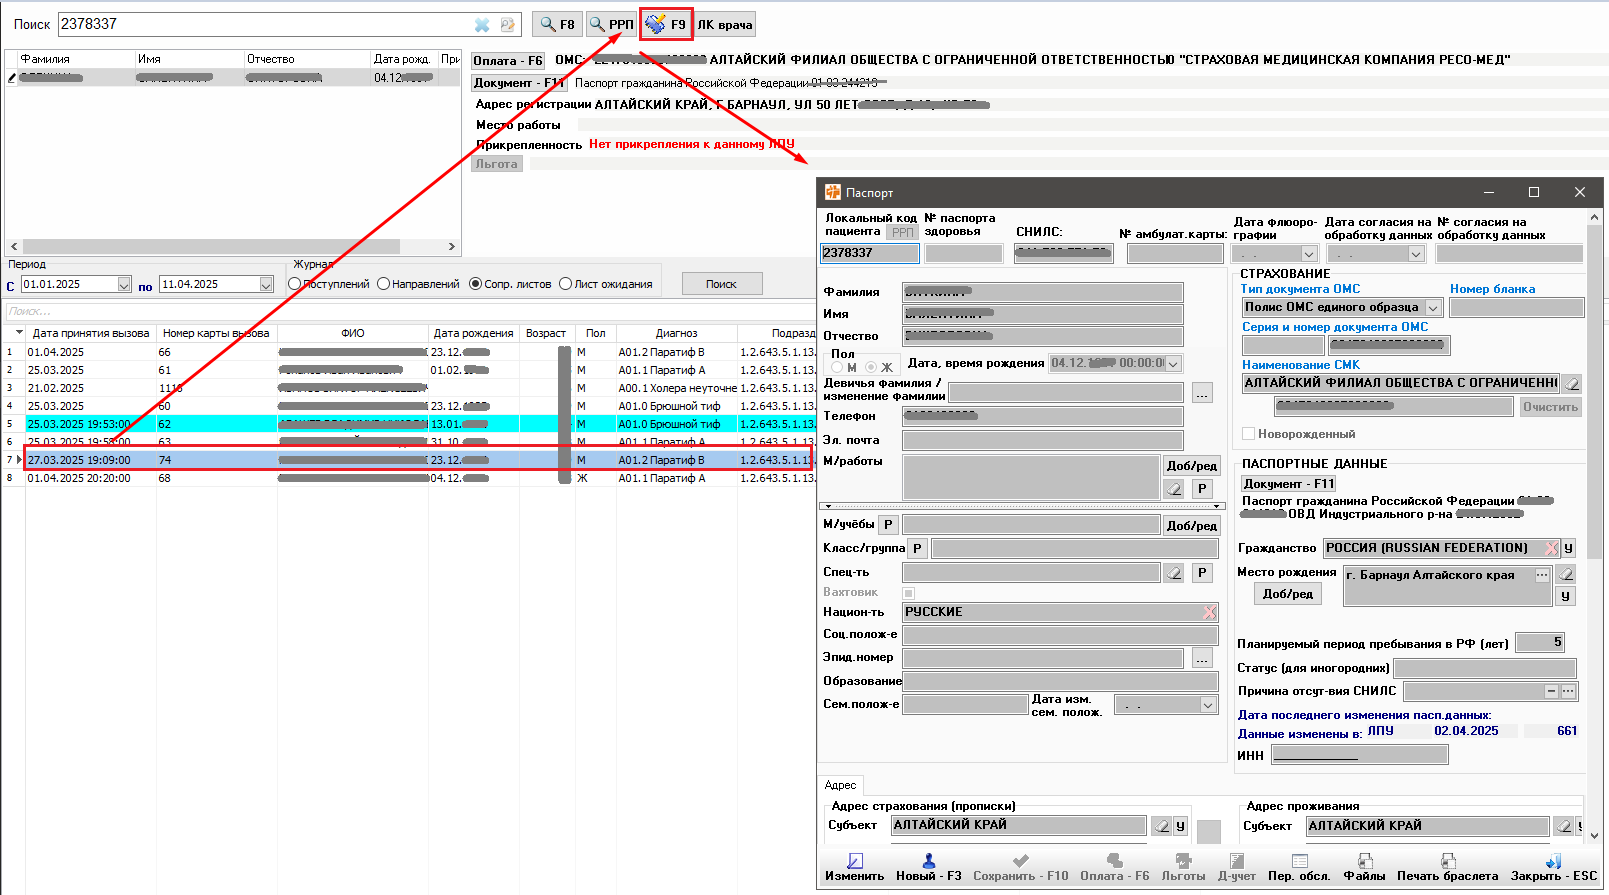 Поиск 2378337 F8 РРП F9 ЛК врача
Фамилия Имя Отчество Дата рожд. При
04.12.
Оплата - F6 ОМС: АЛТАЙСКИЙ ФИЛИАЛ ОБЩЕСТВА С ОГРАНИЧЕННОЙ ОТВЕТСТВЕННОСТЬЮ "СТРАХОВАЯ МЕДИЦИНСКАЯ КОМПАНИЯ РЕСО-МЕД"
Документ - F11 Паспорт гражданина Российской Федерации
Адрес регистрации АЛТАЙСКИЙ КРАЙ, Г БАРНАУЛ, УЛ 50 ЛЕТ
Место работы
Прикрепленность Нет прикрепления к данному ЛПУ
Льгота
Период
С 01.01.2025 по 11.04.2025
Журнал
Поступлений Направлений Сопр. листов Лист ожидания Поиск
Поиск...
Дата принятия вызова Номер карты вызова ФИО Дата рождения Возраст Пол Диагноз Подразд
1 01.04.2025 66 23.12. М A01.2 Паратиф B 1.2.643.5.1.13.
2 25.03.2025 61 01.02. М A01.1 Паратиф A 1.2.643.5.1.13.
3 21.02.2025 1116 М A00.1 Холера неуточне 1.2.643.5.1.13.
4 25.03.2025 60 23.12. М A01.0 Брюшной тиф 1.2.643.5.1.13.
5 25.03.2025 19:53:00 62 13.01. М A01.0 Брюшной тиф 1.2.643.5.1.13.
6 25.03.2025 19:58:00 63 31.10. М A01.1 Паратиф A 1.2.643.5.1.13.
7 27.03.2025 19:09:00 74 23.12. М A01.2 Паратиф B 1.2.643.5.1.13.
8 01.04.2025 20:20:00 68 04.12. Ж A01.1 Паратиф A 1.2.643.5.1.13.
Паспорт
Локальный код пациента РРП
№ паспорта здоровья
СНИЛС:
№ амбулат.карты:
Дата флюоро-
графии
Дата согласия на
обработку данных
№ согласия на
обработку данных
2378337
Фамилия
Имя
Отчество
Пол
М Ж Дата, время рождения 04.12. 00:00:0
Девичья фамилия /
изменение фамилии ...
Телефон
Эл. почта
М/работы Доб/ред
Р
М/учёбы Р Доб/ред
Класс/группа Р
Спец-ть Р
Вахтовик
Национ-ть РУССКИЕ
Соц.полож-е
Эпид.номер ...
Образование
Сем.полож-е Дата изм.
сем. полож. . .
СТРАХОВАНИЕ
Тип документа ОМС Номер бланка
Полис ОМС единого образца
Серия и номер документа ОМС
Наименование СМК
АЛТАЙСКИЙ ФИЛИАЛ ОБЩЕСТВА С ОГРАНИЧЕНН
Очистить
Новорожденный
ПАСПОРТНЫЕ ДАННЫЕ
Документ - F11
Паспорт гражданина Российской Федерации
ОВД Индустриального р-на
Гражданство РОССИЯ (RUSSIAN FEDERATION) У
Место рождения г. Барнаул Алтайского края ...
Доб/ред У
Планируемый период пребывания в РФ (лет) 5
Статус (для иногородних)
Причина отсут-вия СНИЛС
Дата последнего изменения пасп.данных:
Данные изменены в: ЛПУ 02.04.2025 661
ИНН
Адрес
Адрес страхования (прописки)
Субъект АЛТАЙСКИЙ КРАЙ У
Адрес проживания
Субъект АЛТАЙСКИЙ КРАЙ
Изменить Новый - F3 Сохранить - F10 Оплата - F6 Льготы Д-учет Пер. обсл. Файлы Печать браслета Закрыть - ESC